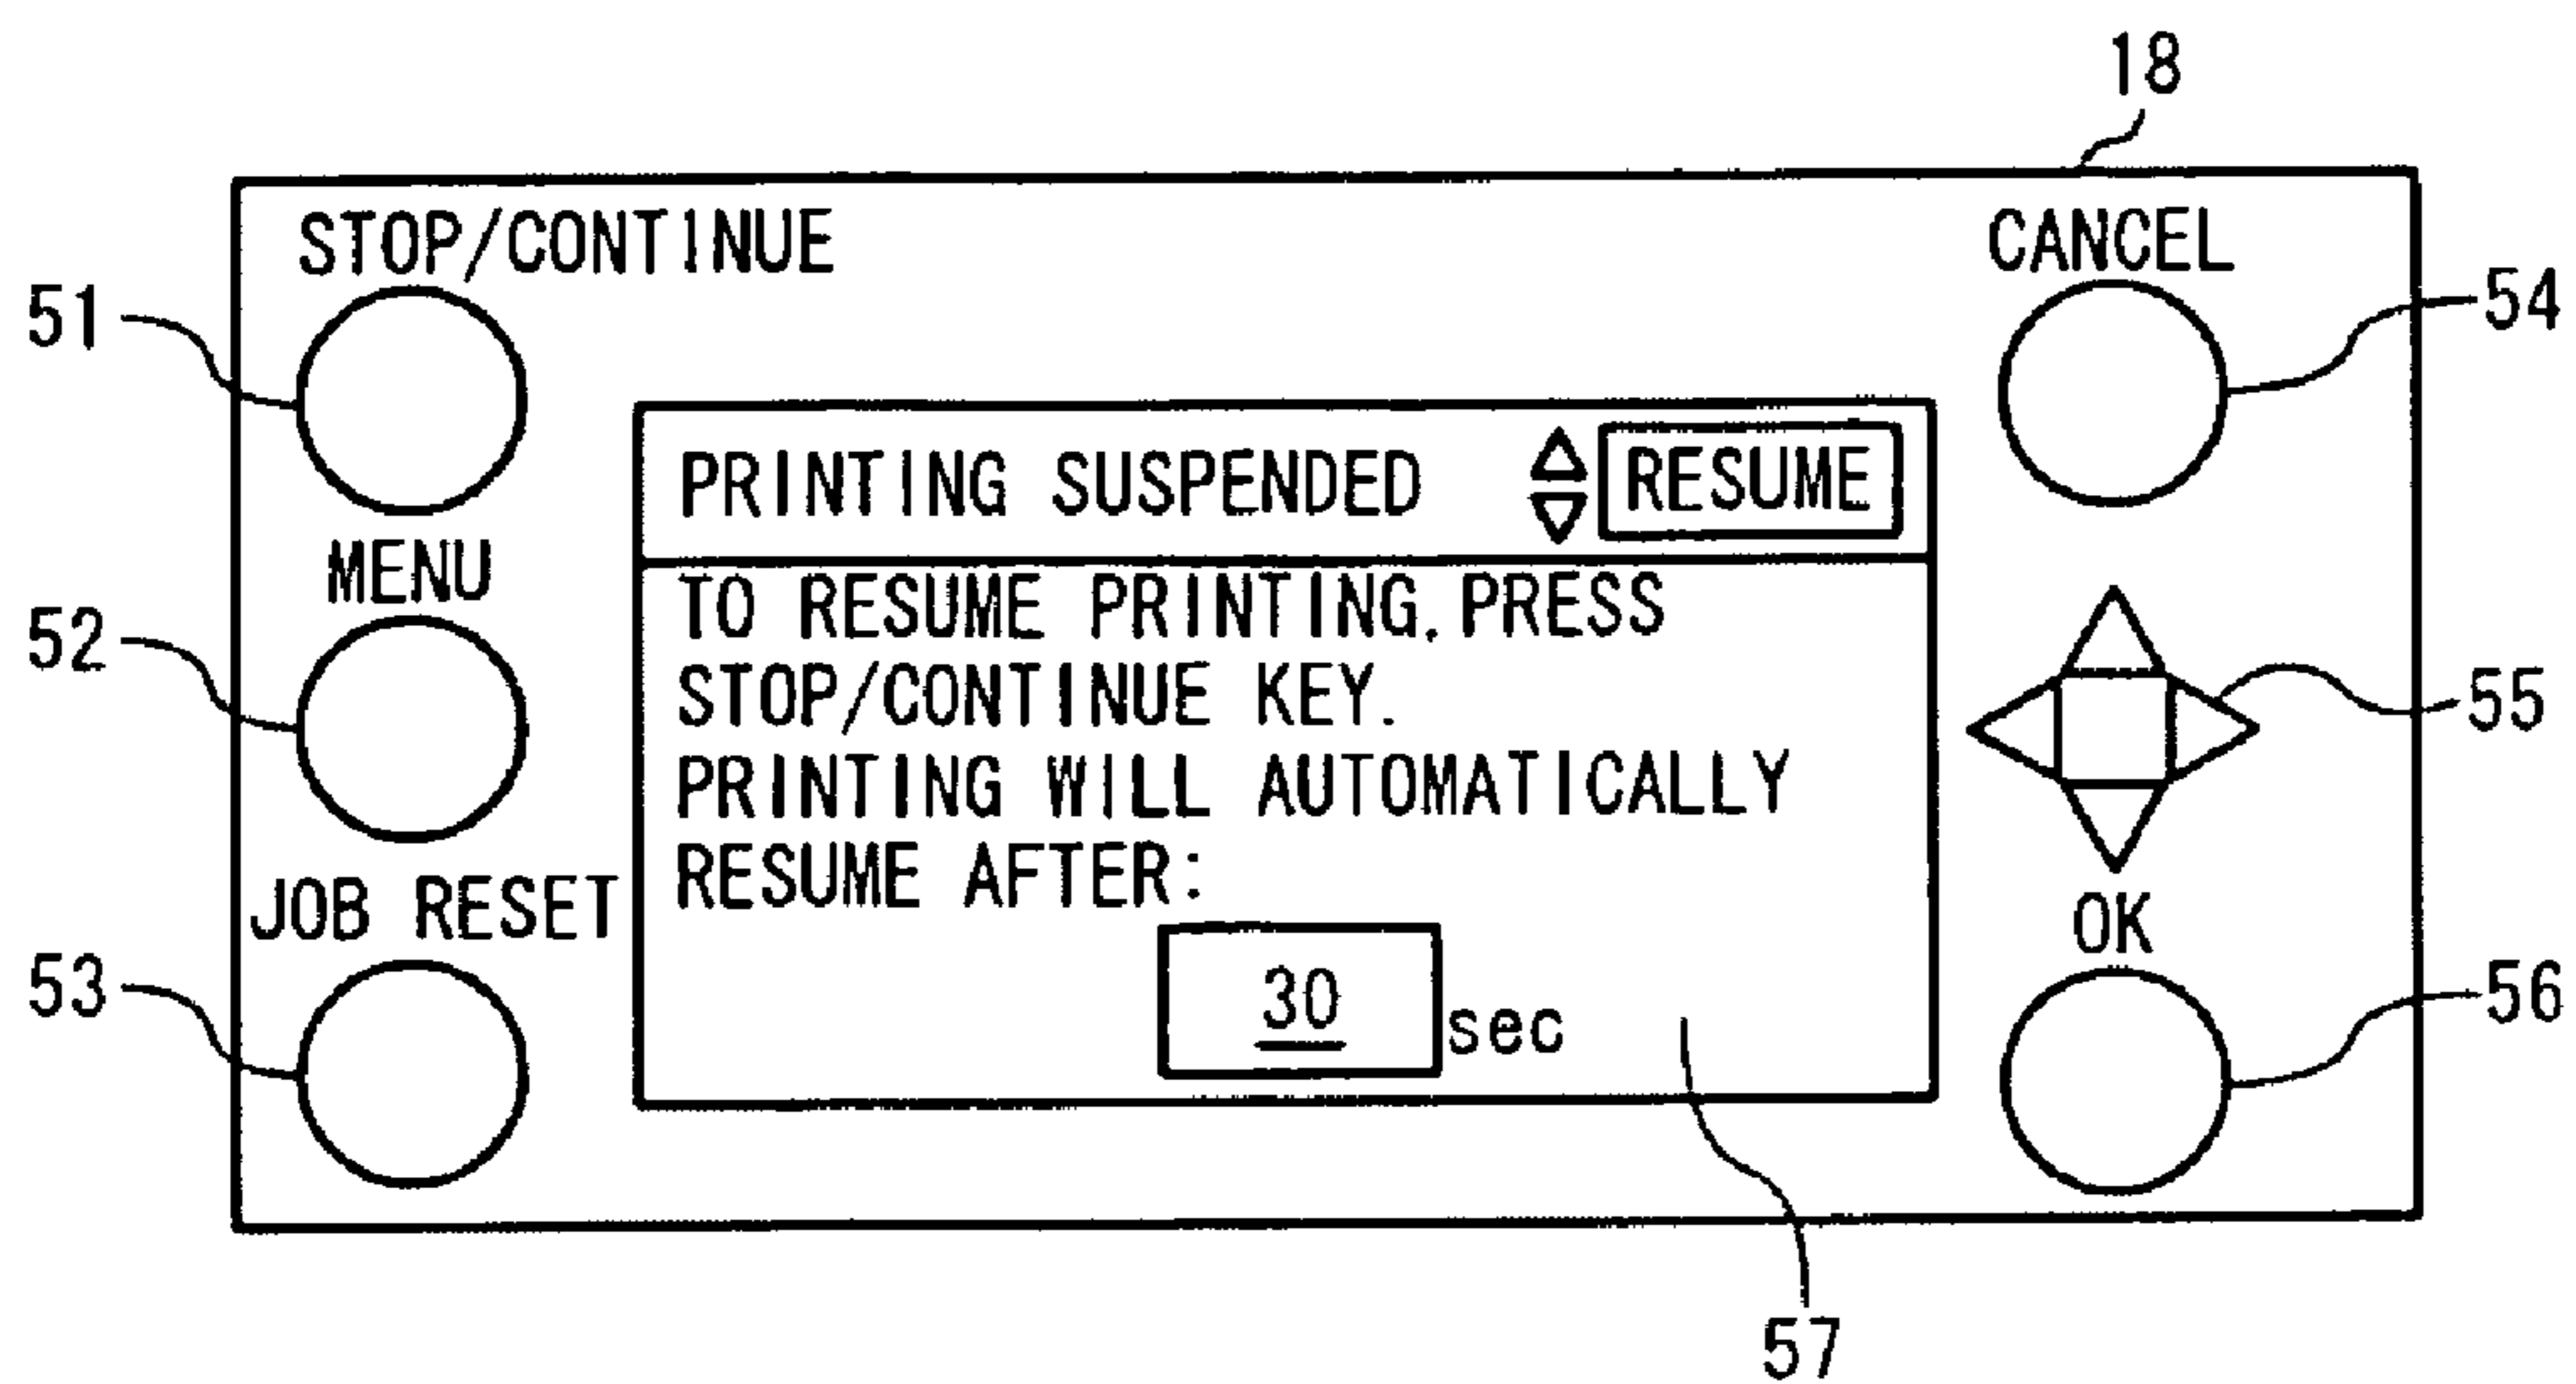 18
STOP/CONTINUE
CANCEL
51
54
PRINTING SUSPENDED RESUME
MENU
TO RESUME PRINTING. PRESS
STOP/CONTINUE KEY.
52
55
PRINTING WILL AUTOMATICALLY
RESUME AFTER:
JOB RESET
OK
53
30 sec
56
57